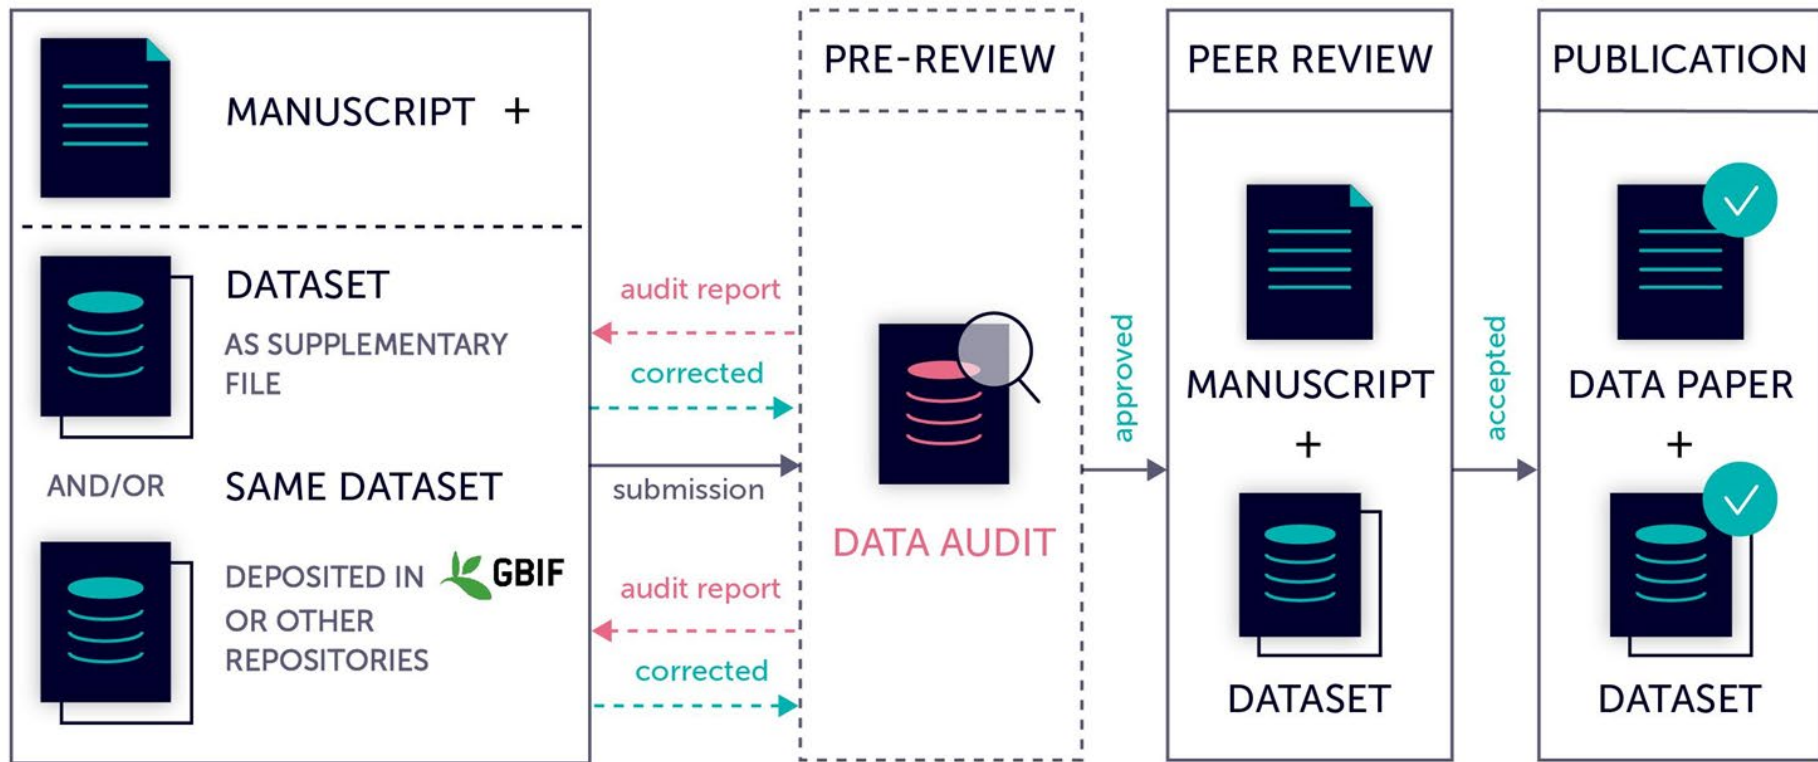 MANUSCRIPT +
DATASET
AS SUPPLEMENTARY
FILE
AND/OR
SAME DATASET
DEPOSITED IN GBIF
OR OTHER
REPOSITORIES
audit report
corrected
submission
audit report
corrected
PRE-REVIEW
DATA AUDIT
approved
PEER REVIEW
MANUSCRIPT
+
DATASET
accepted
PUBLICATION
DATA PAPER
+
DATASET